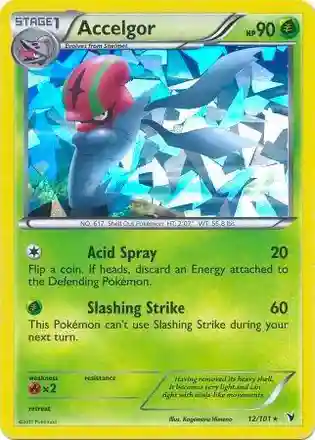 STAGE1
Accelgor
HP 90
Evolves from Shelmet
NO. 617 Shell Out Pokémon HT: 2'07" WT: 55.8 lbs.
Acid Spray 20
Flip a coin. If heads, discard an Energy attached to
the Defending Pokémon.
Slashing Strike 60
This Pokémon can't use Slashing Strike during your
next turn.
weakness resistance
×2
retreat
Having removed its heavy shell,
it becomes very light and can
fight with ninja-like movements.
Illus. Kagemaru Himeno 12/101 ★